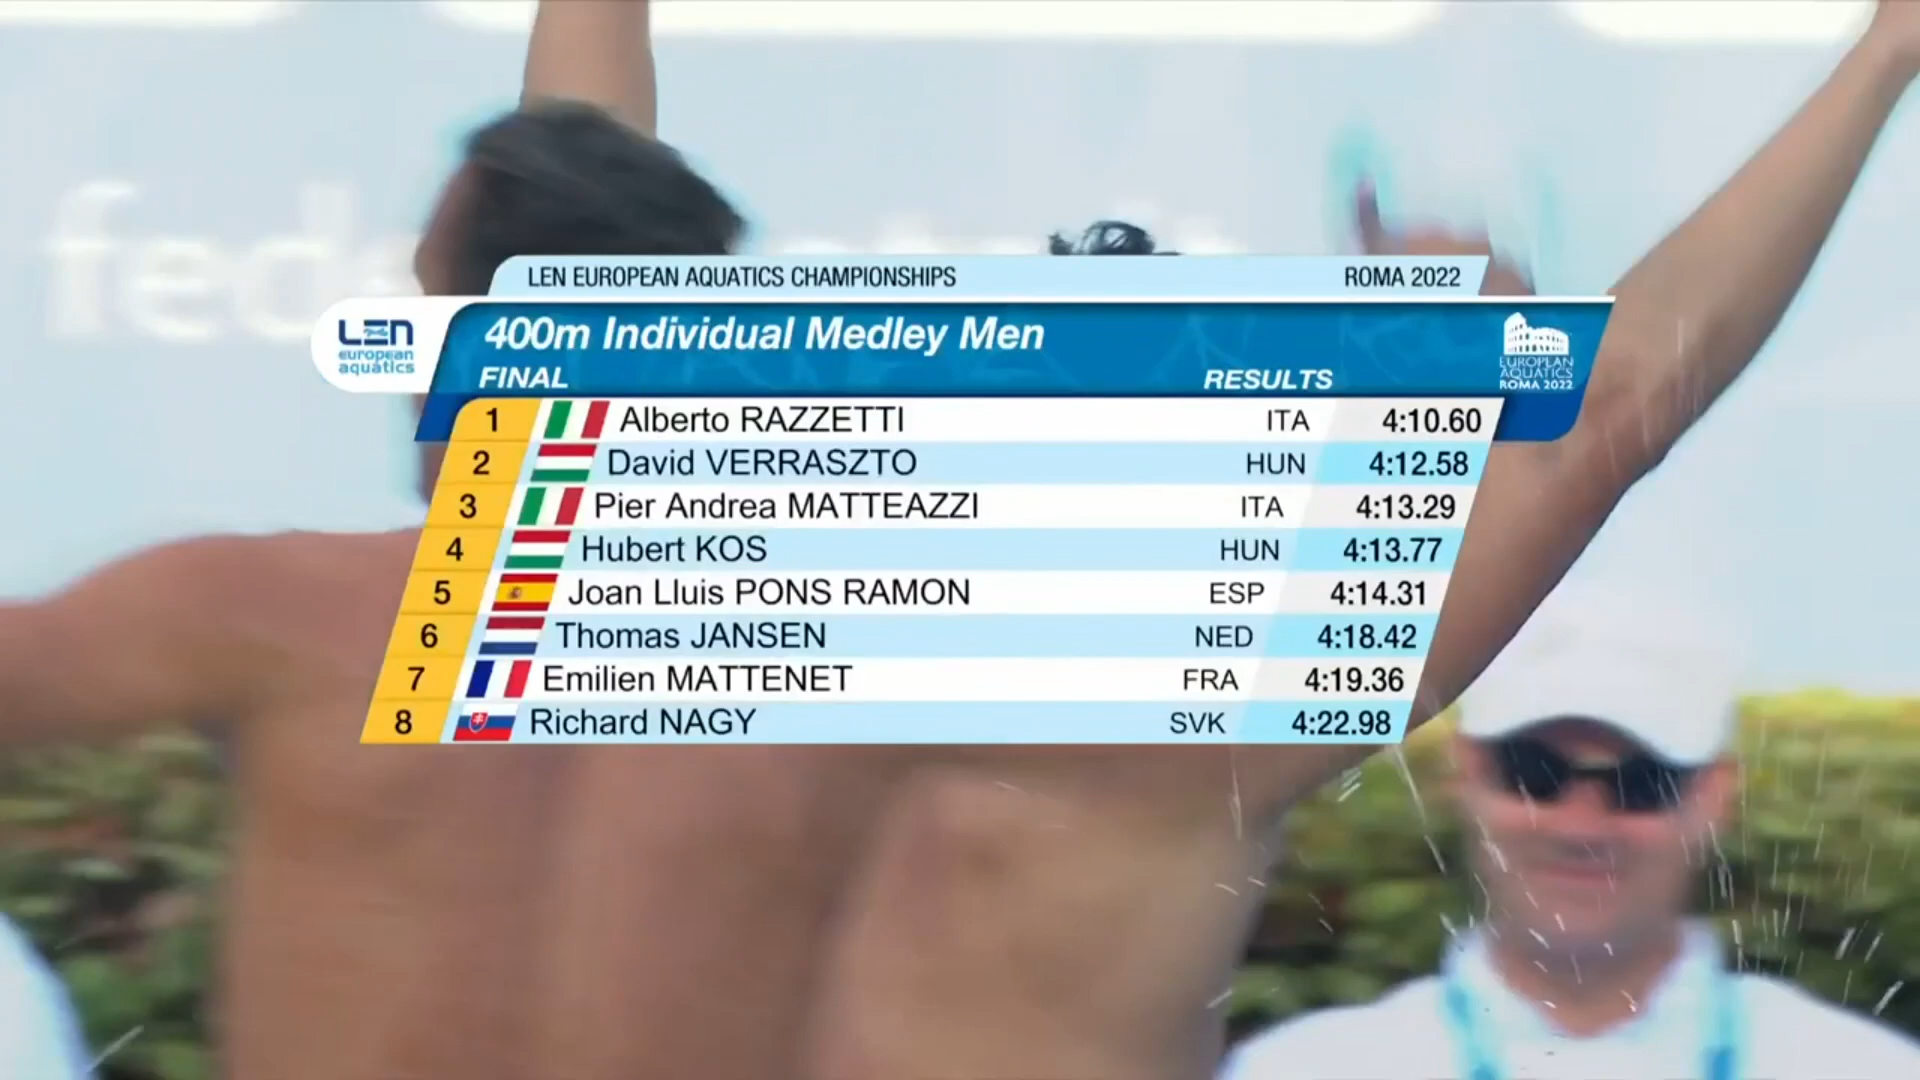 LEN EUROPEAN AQUATICS CHAMPIONSHIPS ROMA 2022
LEN
european
aquatics
400m Individual Medley Men
FINAL RESULTS
EUROPEAN
AQUATICS
ROMA 2022
1 Alberto RAZZETTI ITA 4:10.60
2 David VERRASZTO HUN 4:12.58
3 Pier Andrea MATTEAZZI ITA 4:13.29
4 Hubert KOS HUN 4:13.77
5 Joan Lluis PONS RAMON ESP 4:14.31
6 Thomas JANSEN NED 4:18.42
7 Emilien MATTENET FRA 4:19.36
8 Richard NAGY SVK 4:22.98